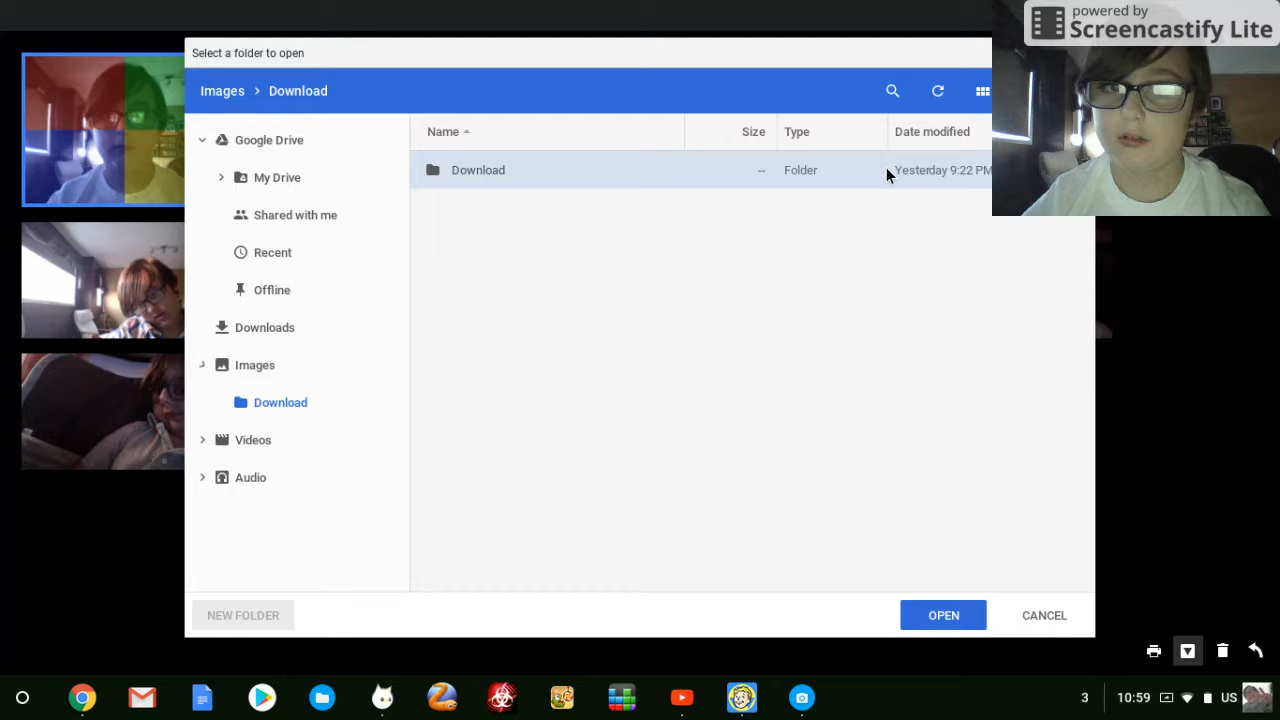 powered by
Screencastify Lite
Select a folder to open
Images > Download
Name Size Type Date modified
Download -- Folder Yesterday 9:22 PM
Google Drive
My Drive
Shared with me
Recent
Offline
Downloads
Images
Download
Videos
Audio
NEW FOLDER OPEN CANCEL
3 10:59 US